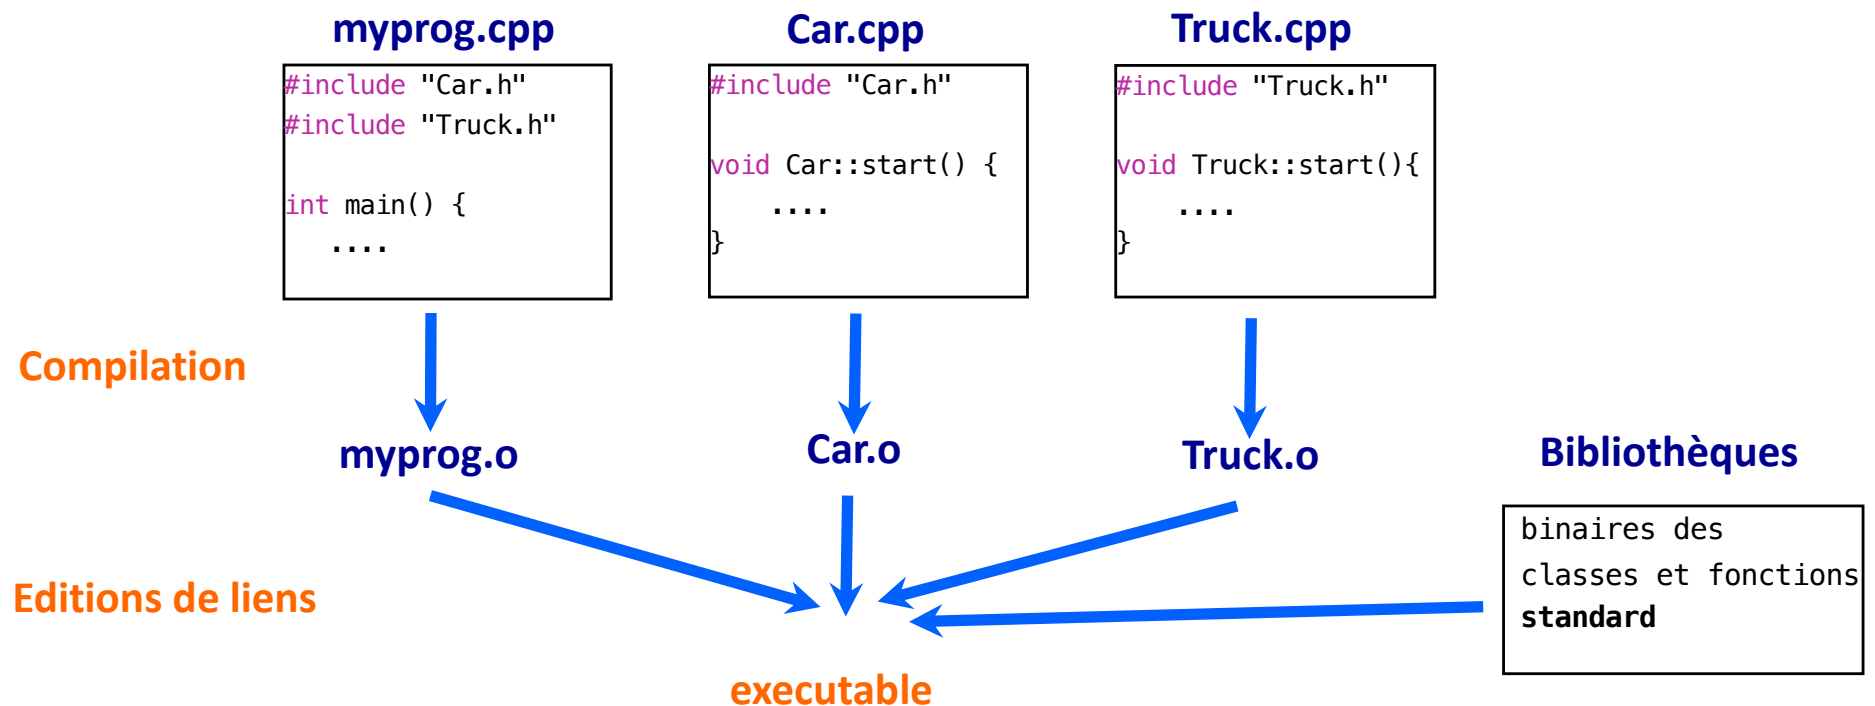 myprog.cpp
#include "Car.h"
#include "Truck.h"
int main() {
....
Car.cpp
#include "Car.h"
void Car::start() {
....
}
Truck.cpp
#include "Truck.h"
void Truck::start(){
....
}
Compilation
myprog.o
Car.o
Truck.o
Bibliothèques
binaires des
classes et fonctions
standard
Editions de liens
executable